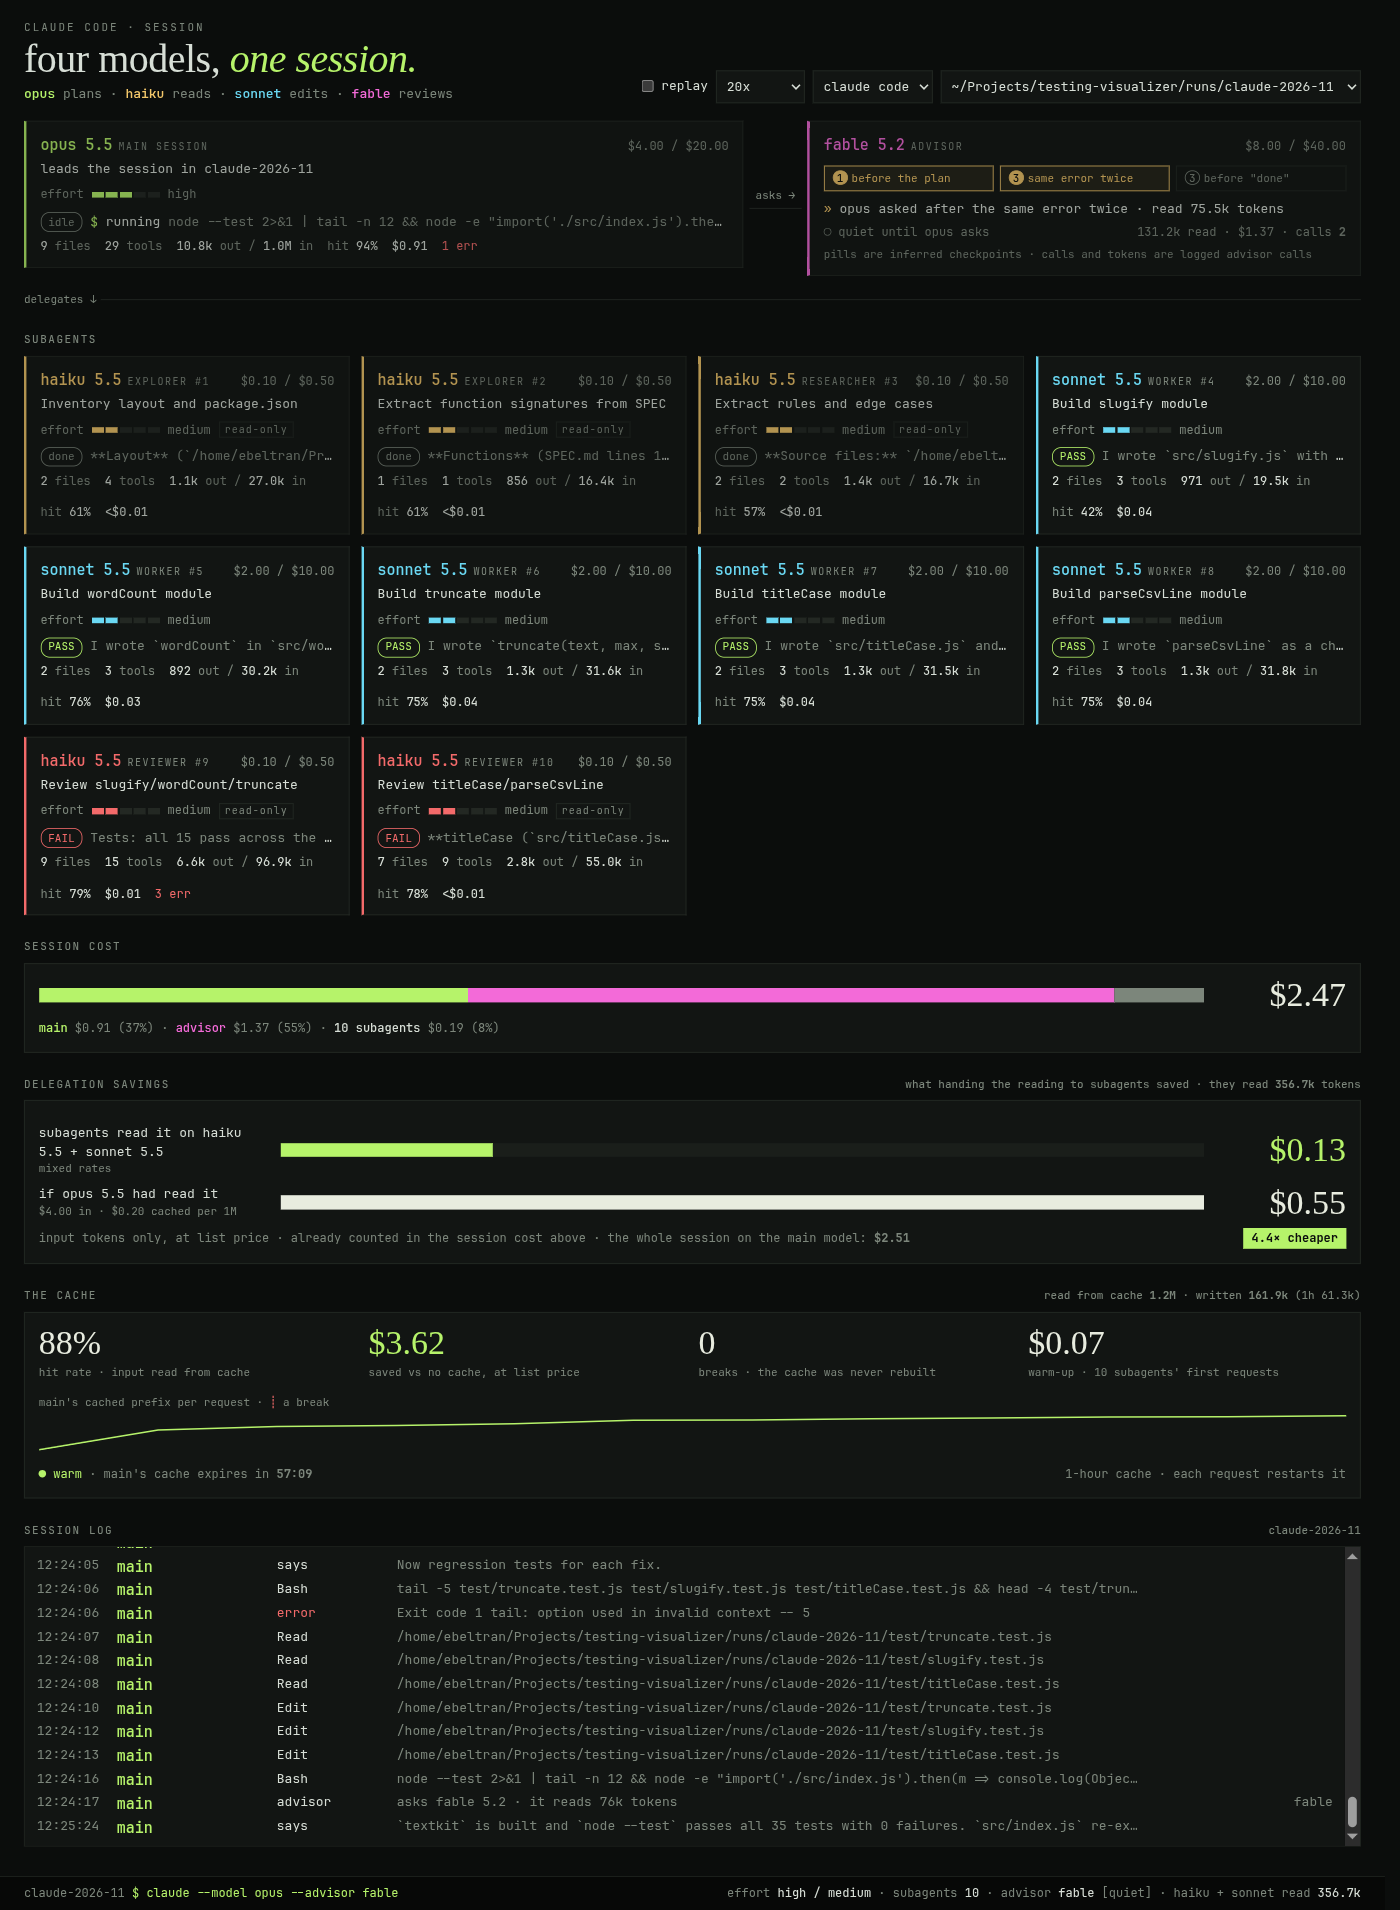 CLAUDE CODE · SESSION
four models, one session.
opus plans · haiku reads · sonnet edits · fable reviews
replay 20x claude code ~/Projects/testing-visualizer/runs/claude-2026-11
opus 5.5 MAIN SESSION $4.00 / $20.00
leads the session in claude-2026-11
effort high
idle $ running node --test 2>&1 | tail -n 12 && node -e "import('./src/index.js').the…
9 files 29 tools 10.8k out / 1.0M in hit 94% $0.91 1 err
asks →
fable 5.2 ADVISOR $8.00 / $40.00
1 before the plan 3 same error twice 3 before "done"
» opus asked after the same error twice · read 75.5k tokens
○ quiet until opus asks 131.2k read · $1.37 · calls 2
pills are inferred checkpoints · calls and tokens are logged advisor calls
delegates ↓
SUBAGENTS
haiku 5.5 EXPLORER #1 $0.10 / $0.50
Inventory layout and package.json
effort medium read-only
done **Layout** (`/home/ebeltran/Pr…
2 files 4 tools 1.1k out / 27.0k in
hit 61% <$0.01
haiku 5.5 EXPLORER #2 $0.10 / $0.50
Extract function signatures from SPEC
effort medium read-only
done **Functions** (SPEC.md lines 1…
1 files 1 tools 856 out / 16.4k in
hit 61% <$0.01
haiku 5.5 RESEARCHER #3 $0.10 / $0.50
Extract rules and edge cases
effort medium read-only
done **Source files:** `/home/ebelt…
2 files 2 tools 1.4k out / 16.7k in
hit 57% <$0.01
sonnet 5.5 WORKER #4 $2.00 / $10.00
Build slugify module
effort medium
PASS I wrote `src/slugify.js` with …
2 files 3 tools 971 out / 19.5k in
hit 42% $0.04
sonnet 5.5 WORKER #5 $2.00 / $10.00
Build wordCount module
effort medium
PASS I wrote `wordCount` in `src/wo…
2 files 3 tools 892 out / 30.2k in
hit 76% $0.03
sonnet 5.5 WORKER #6 $2.00 / $10.00
Build truncate module
effort medium
PASS I wrote `truncate(text, max, s…
2 files 3 tools 1.3k out / 31.6k in
hit 75% $0.04
sonnet 5.5 WORKER #7 $2.00 / $10.00
Build titleCase module
effort medium
PASS I wrote `src/titleCase.js` and…
2 files 3 tools 1.3k out / 31.5k in
hit 75% $0.04
sonnet 5.5 WORKER #8 $2.00 / $10.00
Build parseCsvLine module
effort medium
PASS I wrote `parseCsvLine` as a ch…
2 files 3 tools 1.3k out / 31.8k in
hit 75% $0.04
haiku 5.5 REVIEWER #9 $0.10 / $0.50
Review slugify/wordCount/truncate
effort medium read-only
FAIL Tests: all 15 pass across the …
9 files 15 tools 6.6k out / 96.9k in
hit 79% $0.01 3 err
haiku 5.5 REVIEWER #10 $0.10 / $0.50
Review titleCase/parseCsvLine
effort medium read-only
FAIL **titleCase (`src/titleCase.js…
7 files 9 tools 2.8k out / 55.0k in
hit 78% <$0.01
SESSION COST
$2.47
main $0.91 (37%) · advisor $1.37 (55%) · 10 subagents $0.19 (8%)
DELEGATION SAVINGS what handing the reading to subagents saved · they read 356.7k tokens
subagents read it on haiku
5.5 + sonnet 5.5
mixed rates
$0.13
if opus 5.5 had read it
$4.00 in · $0.20 cached per 1M
$0.55
input tokens only, at list price · already counted in the session cost above · the whole session on the main model: $2.51
4.4× cheaper
THE CACHE read from cache 1.2M · written 161.9k (1h 61.3k)
88% $3.62 0 $0.07
hit rate · input read from cache saved vs no cache, at list price breaks · the cache was never rebuilt warm-up · 10 subagents' first requests
main's cached prefix per request · ┋ a break
● warm · main's cache expires in 57:09 1-hour cache · each request restarts it
SESSION LOG claude-2026-11
main
12:24:05 main says Now regression tests for each fix.
12:24:06 main Bash tail -5 test/truncate.test.js test/slugify.test.js test/titleCase.test.js && head -4 test/trun…
12:24:06 main error Exit code 1 tail: option used in invalid context -- 5
12:24:07 main Read /home/ebeltran/Projects/testing-visualizer/runs/claude-2026-11/test/truncate.test.js
12:24:08 main Read /home/ebeltran/Projects/testing-visualizer/runs/claude-2026-11/test/slugify.test.js
12:24:08 main Read /home/ebeltran/Projects/testing-visualizer/runs/claude-2026-11/test/titleCase.test.js
12:24:10 main Edit /home/ebeltran/Projects/testing-visualizer/runs/claude-2026-11/test/truncate.test.js
12:24:12 main Edit /home/ebeltran/Projects/testing-visualizer/runs/claude-2026-11/test/slugify.test.js
12:24:13 main Edit /home/ebeltran/Projects/testing-visualizer/runs/claude-2026-11/test/titleCase.test.js
12:24:16 main Bash node --test 2>&1 | tail -n 12 && node -e "import('./src/index.js').then(m => console.log(Objec…
12:24:17 main advisor asks fable 5.2 · it reads 76k tokens fable
12:25:24 main says `textkit` is built and `node --test` passes all 35 tests with 0 failures. `src/index.js` re-ex…
claude-2026-11 $ claude --model opus --advisor fable effort high / medium · subagents 10 · advisor fable [quiet] · haiku + sonnet read 356.7k